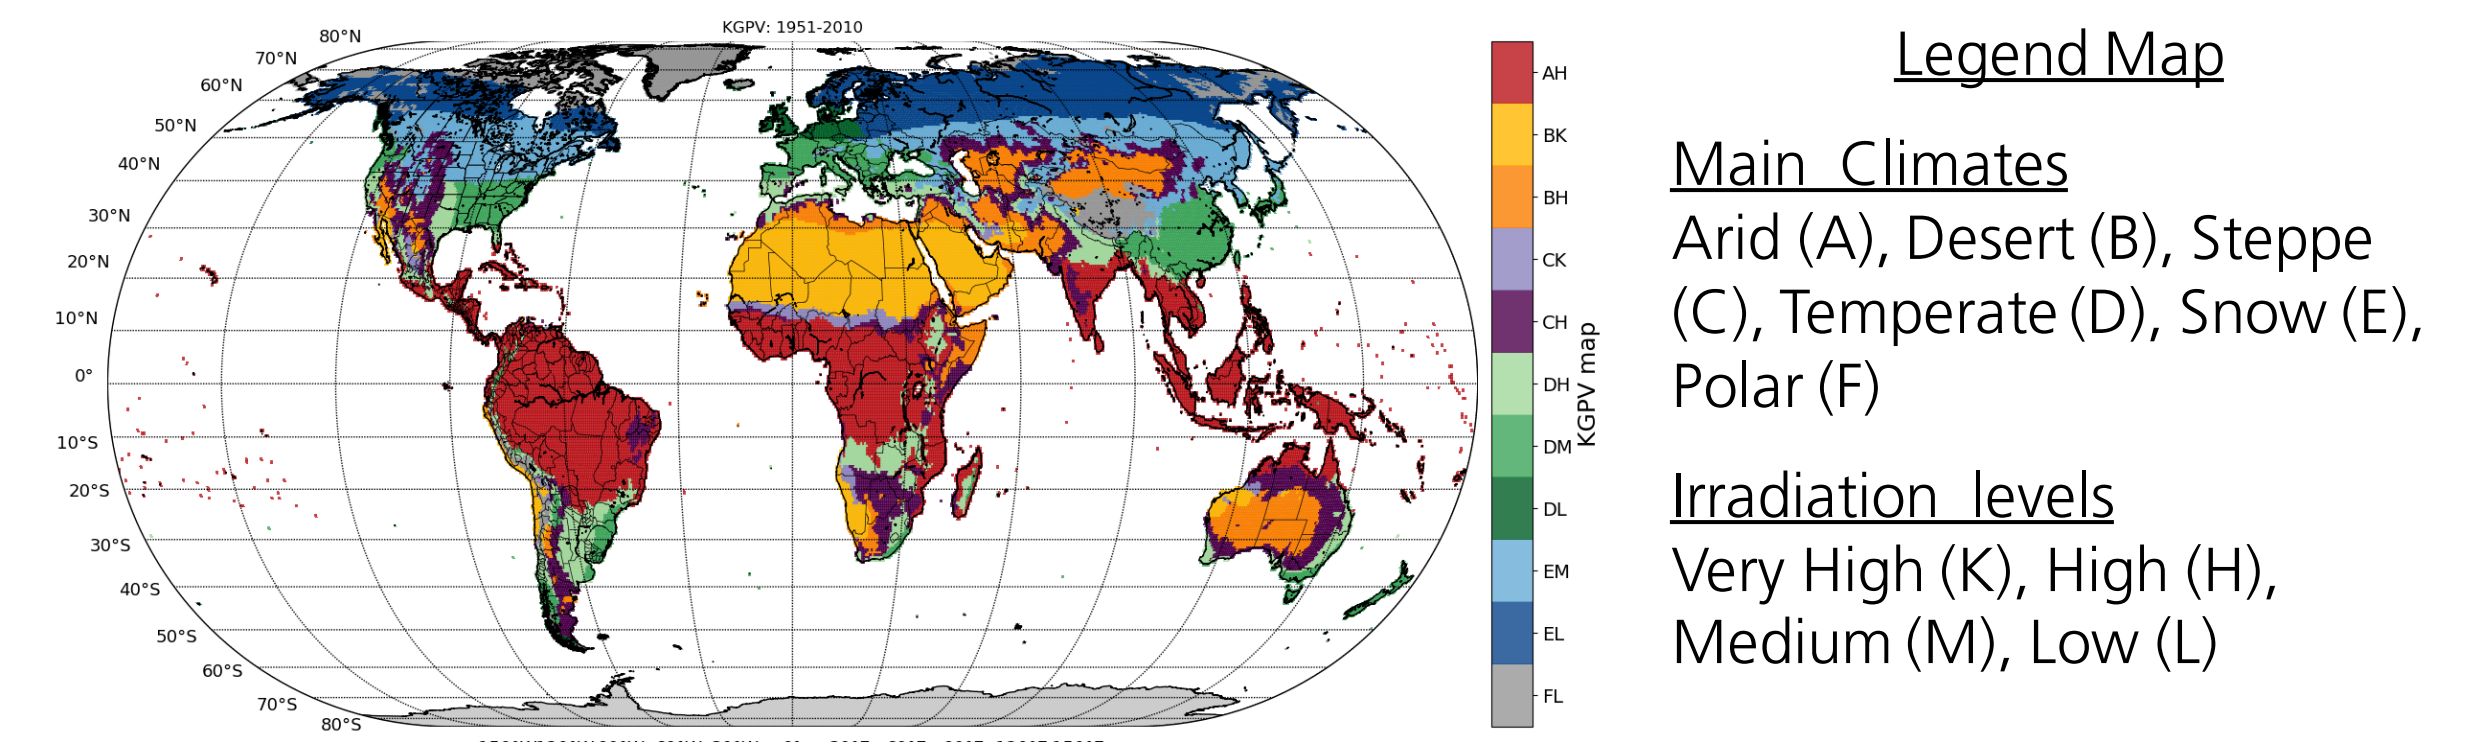 KGPV: 1951-2010
80°N
70°N
60°N
50°N
40°N
30°N
20°N
10°N
0°
10°S
20°S
30°S
40°S
50°S
60°S
70°S
80°S
AH
BK
BH
CK
CH
DH
DM
DL
EM
EL
FL
KGPV map
Legend Map
Main Climates
Arid (A), Desert (B), Steppe
(C), Temperate (D), Snow (E),
Polar (F)
Irradiation levels
Very High (K), High (H),
Medium (M), Low (L)